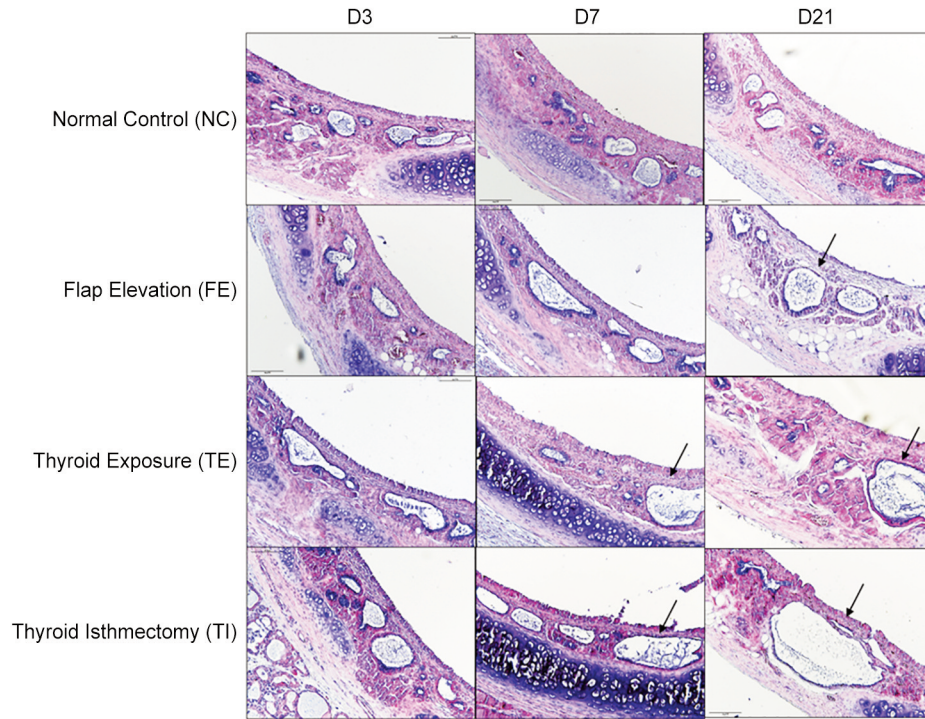 D3 D7 D21
Normal Control (NC)
Flap Elevation (FE)
Thyroid Exposure (TE)
Thyroid Isthmectomy (TI)